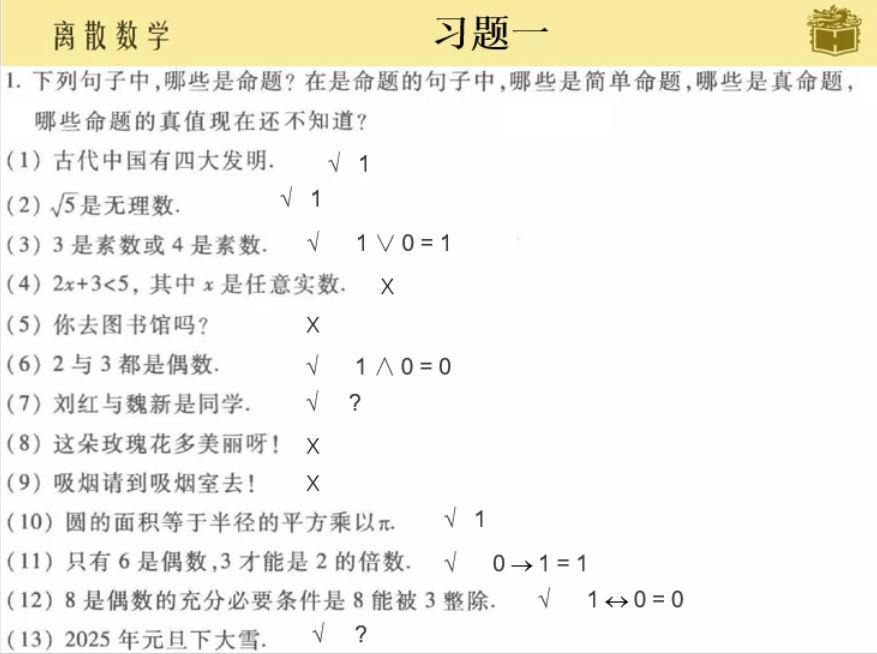 离散数学 习题一
1. 下列句子中,哪些是命题? 在是命题的句子中,哪些是简单命题,哪些是真命题,
哪些命题的真值现在还不知道?
(1) 古代中国有四大发明. √ 1
(2) √5是无理数. √ 1
(3) 3 是素数或 4 是素数. √ 1∨0=1
(4) 2x+3<5, 其中 x 是任意实数. X
(5) 你去图书馆吗? X
(6) 2 与 3 都是偶数. √ 1∧0=0
(7) 刘红与魏新是同学. √ ?
(8) 这朵玫瑰花多美丽呀! X
(9) 吸烟请到吸烟室去! X
(10) 圆的面积等于半径的平方乘以π. √ 1
(11) 只有 6 是偶数,3 才能是 2 的倍数. √ 0→1=1
(12) 8 是偶数的充分必要条件是 8 能被 3 整除. √ 1↔0=0
(13) 2025 年元旦下大雪. √ ?